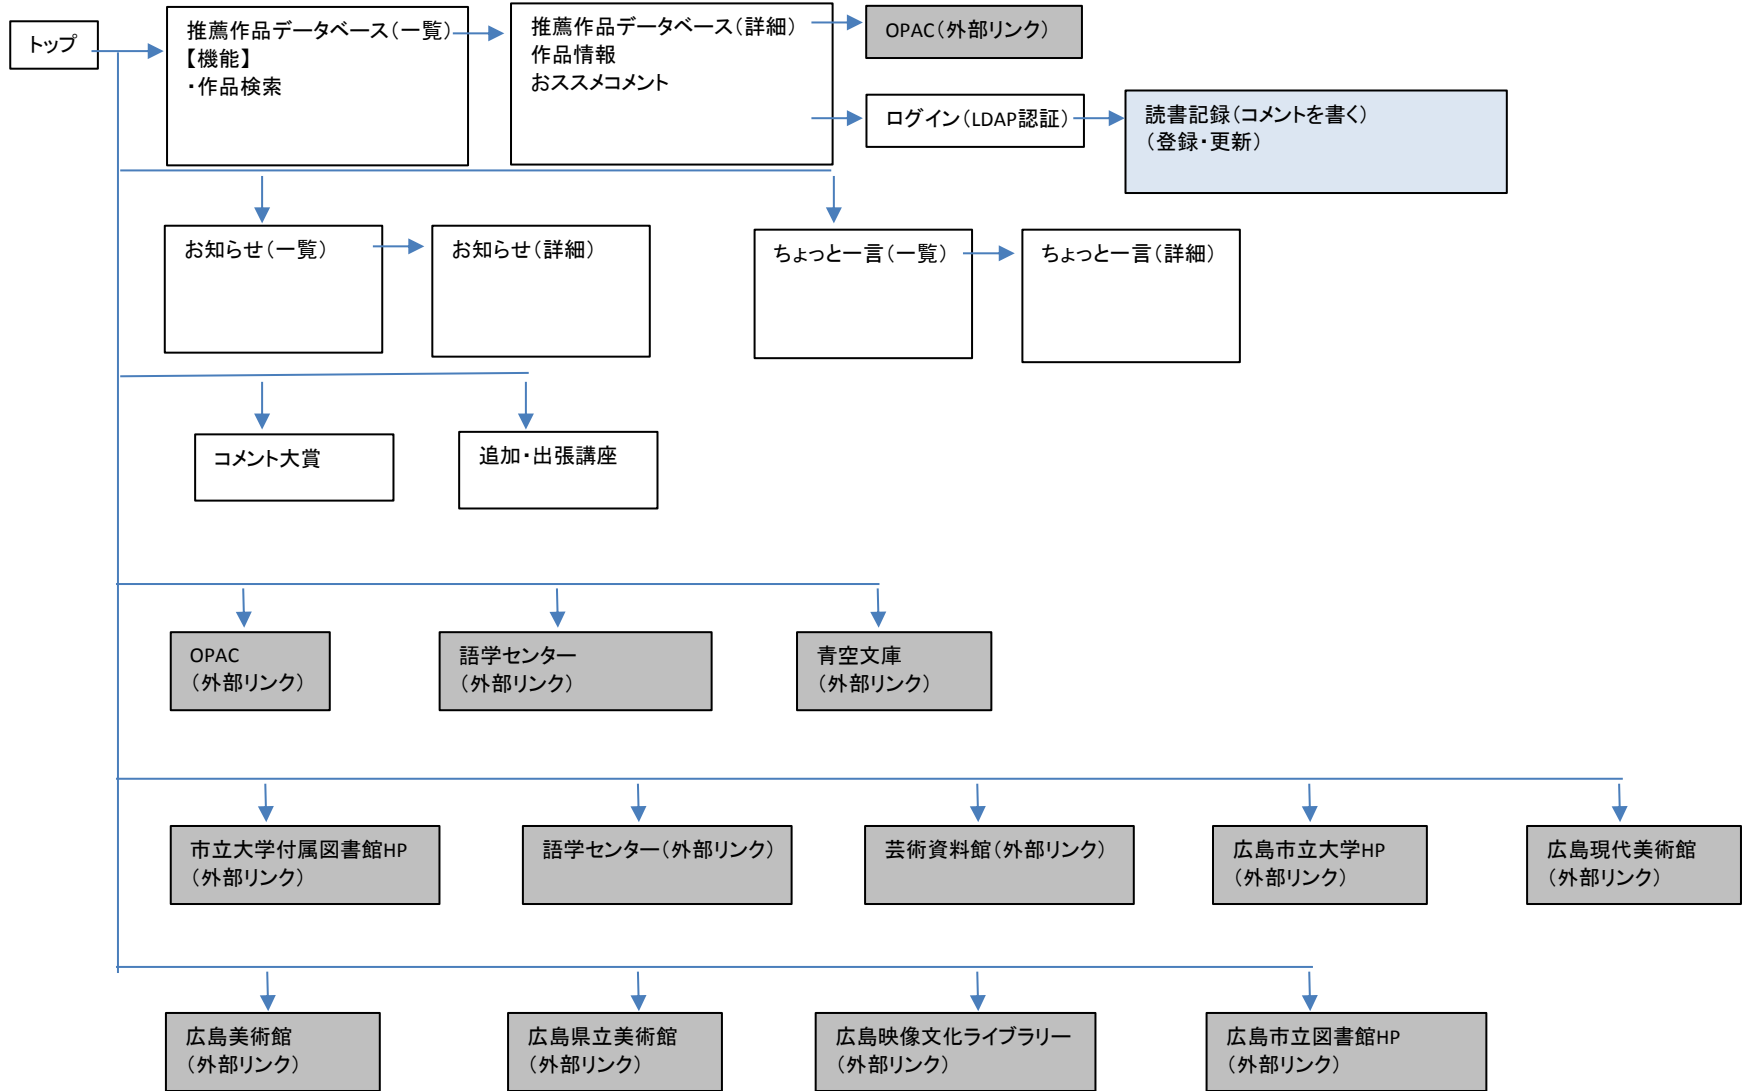 トップ
推薦作品データベース(一覧)
【機能】
・作品検索
推薦作品データベース(詳細)
作品情報
おススメコメント
OPAC(外部リンク)
ログイン(LDAP認証)
読書記録(コメントを書く)
(登録・更新)
お知らせ(一覧)
お知らせ(詳細)
ちょっと一言(一覧)
ちょっと一言(詳細)
コメント大賞
追加・出張講座
OPAC
(外部リンク)
語学センター
(外部リンク)
青空文庫
(外部リンク)
市立大学付属図書館HP
(外部リンク)
語学センター(外部リンク)
芸術資料館(外部リンク)
広島市立大学HP
(外部リンク)
広島現代美術館
(外部リンク)
広島美術館
(外部リンク)
広島県立美術館
(外部リンク)
広島映像文化ライブラリー
(外部リンク)
広島市立図書館HP
(外部リンク)